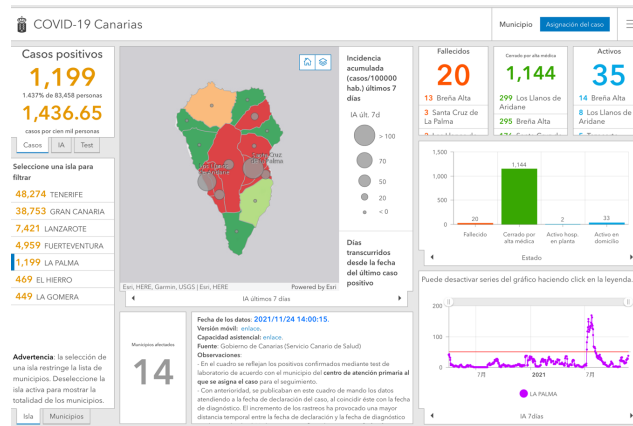 COVID-19 Canarias
Municipio
Asignación del caso
Casos positivos
1,199
1.437% de 83,458 personas
1,436.65
casos por cien mil personas
Casos
IA
Test
Seleccione una isla para
filtrar
48,274 TENERIFE
38,753 GRAN CANARIA
7,421 LANZAROTE
4,959 FUERTEVENTURA
1,199 LA PALMA
469 EL HIERRO
449 LA GOMERA
Advertencia: la selección de
una isla restringe la lista de
municipios. Deseleccione la
isla activa para mostrar la
totalidad de los municipios.
Isla
Municipios
Esri, HERE, Garmin, USGS | Esri, HERE
Powered by Esri
IA últimos 7 días
Incidencia
acumulada
(casos/100000
hab.) últimos 7
días
IA últ. 7d
> 100
70
50
20
< 0
Días
transcurridos
desde la fecha
del último caso
positivo
Municipios afectados
14
Fecha de los datos: 2021/11/24 14:00:15.
Versión móvil: enlace.
Capacidad asistencial: enlace.
Fuente: Gobierno de Canarias (Servicio Canario de Salud)
Observaciones:
- En el cuadro se reflejan los positivos confirmados mediante test de
laboratorio de acuerdo con el municipio del centro de atención primaria al
que se asigna el caso para el seguimiento.
- Con anterioridad, se publicaban en este cuadro de mando los datos
atendiendo a la fecha de declaración del caso, al coincidir éste con la fecha
de diagnóstico. El incremento de los rastreos ha provocado una mayor
distancia temporal entre la fecha de declaración y la fecha de diagnóstico
Fallecidos
20
13 Breña Alta
3 Santa Cruz de
La Palma
Cerrado por alta médica
1,144
299 Los Llanos de
Aridane
295 Breña Alta
Activos
35
14 Breña Alta
8 Los Llanos de
Aridane
1,500
1,000
500
0
20
1,144
2
33
Fallecido
Cerrado por
alta médica
Activo hosp.
en planta
Activo en
domicilio
Estado
Puede desactivar series del gráfico haciendo click en la leyenda.
200
100
0
7月
2021
7月
LA PALMA
IA 7días